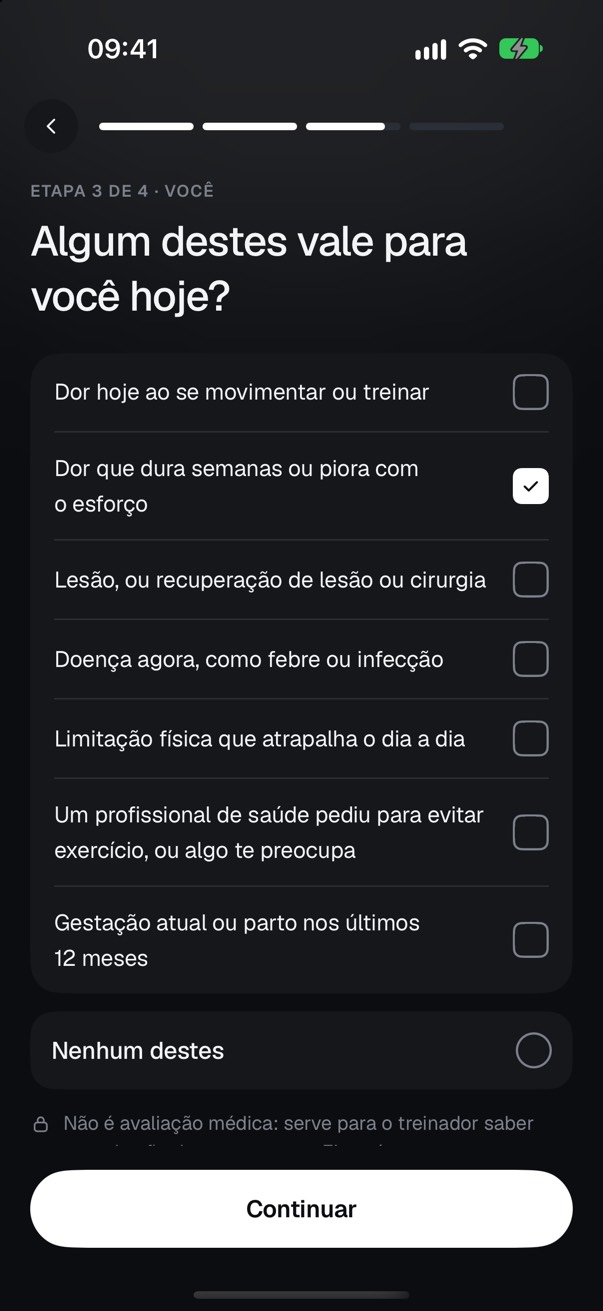 09:41
ETAPA 3 DE 4 · VOCÊ
Algum destes vale para
você hoje?
Dor hoje ao se movimentar ou treinar
Dor que dura semanas ou piora com
o esforço
Lesão, ou recuperação de lesão ou cirurgia
Doença agora, como febre ou infecção
Limitação física que atrapalha o dia a dia
Um profissional de saúde pediu para evitar
exercício, ou algo te preocupa
Gestação atual ou parto nos últimos
12 meses
Nenhum destes
Não é avaliação médica: serve para o treinador saber
Continuar